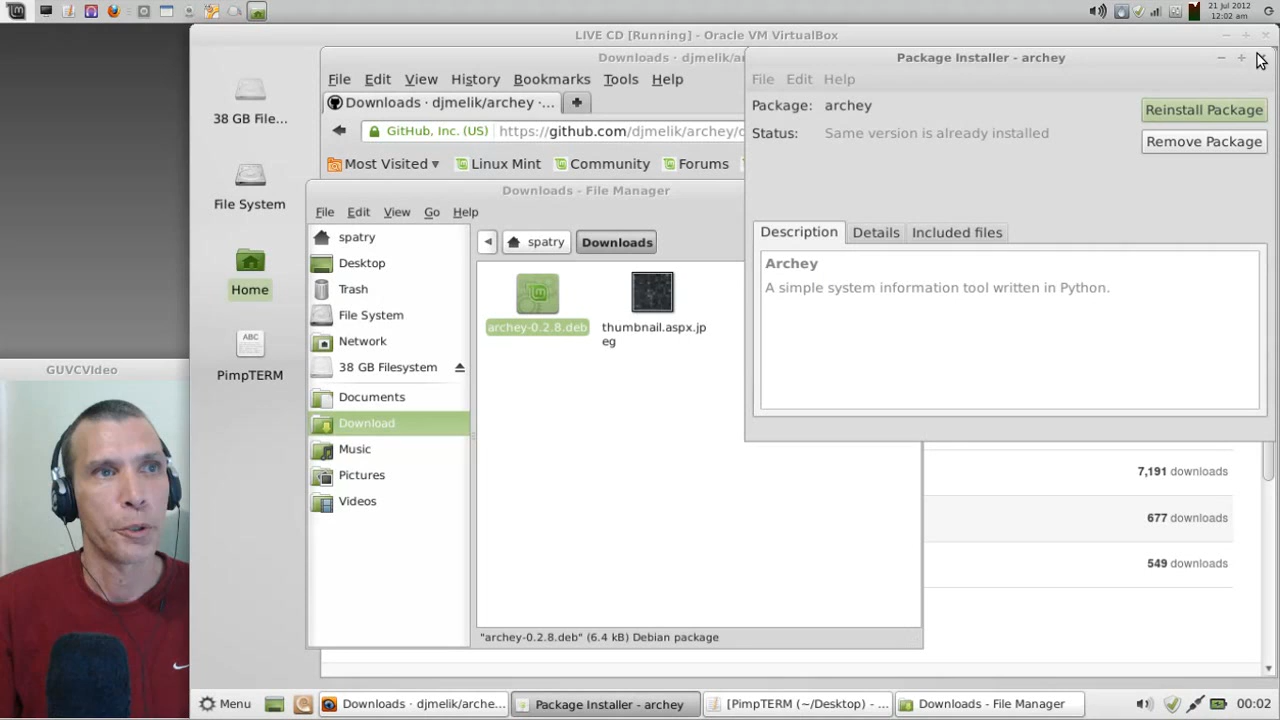 21 Jul 2012
12:02 am
LIVE CD [Running] - Oracle VM VirtualBox
38 GB File...
File System
Home
ABC
PimpTERM
GUVCVIdeo
Downloads · djmelik/a
File Edit View History Bookmarks Tools Help
Downloads · djmelik/archey ·...
GitHub, Inc. (US) https://github.com/djmelik/archey/
Most Visited Linux Mint Community Forums
Package Installer - archey
File Edit Help
Package: archey
Reinstall Package
Status: Same version is already installed
Remove Package
Description Details Included files
Archey
A simple system information tool written in Python.
Downloads - File Manager
File Edit View Go Help
spatry Downloads
spatry
Desktop
Trash
File System
Network
38 GB Filesystem
Documents
Download
Music
Pictures
Videos
archey-0.2.8.deb
thumbnail.aspx.jp
eg
"archey-0.2.8.deb" (6.4 kB) Debian package
7,191 downloads
677 downloads
549 downloads
Menu
Downloads · djmelik/arche...
Package Installer - archey
[PimpTERM (~/Desktop) - ...
Downloads - File Manager
00:02